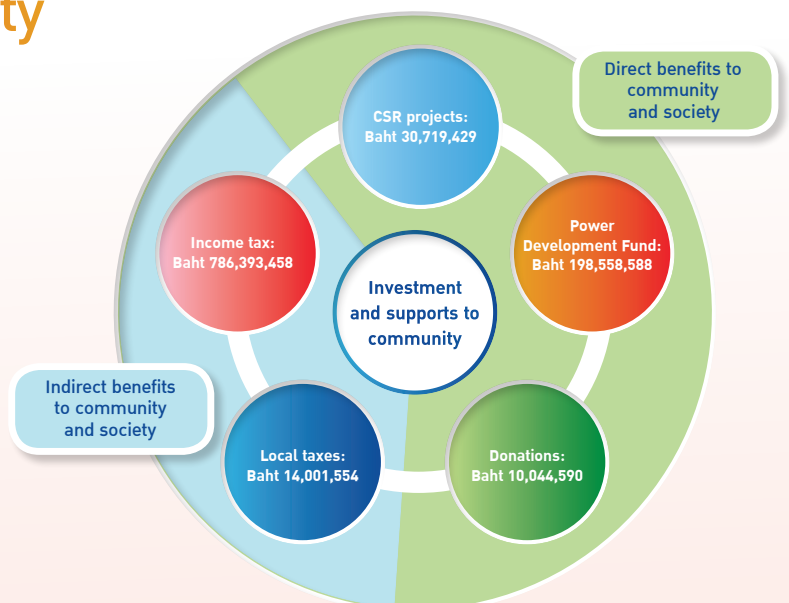 ty
Direct benefits to
community
and society
CSR projects:
Baht 30,719,429
Power
Development Fund:
Baht 198,558,588
Income tax:
Baht 786,393,458
Investment
and supports to
community
Indirect benefits
to community
and society
Local taxes:
Baht 14,001,554
Donations:
Baht 10,044,590